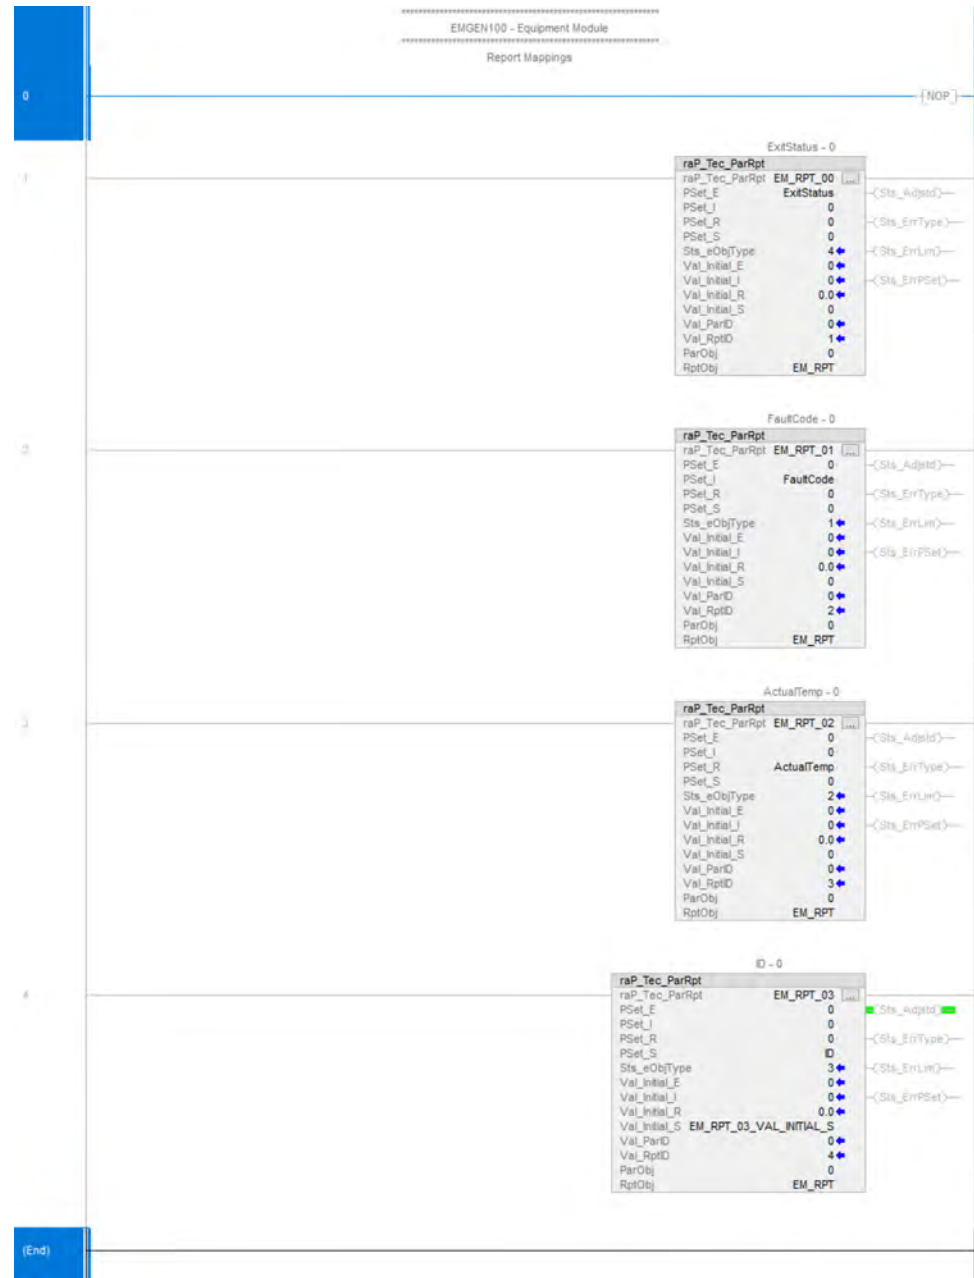 ****************************************************************
EMGEN100 - Equipment Module
****************************************************************
Report Mappings
0
NOP
ExitStatus - 0
raP_Tec_ParRpt
1
raP_Tec_ParRpt EM_RPT_00 ...
PSet_E ExitStatus (Sts_Adjstd)
PSet_I 0
PSet_R 0 (Sts_ErrType)
PSet_S 0
Sts_eObjType 4 (Sts_ErrLim)
Val_Initial_E 0
Val_Initial_I 0 (Sts_ErrPSet)
Val_Initial_R 0.0
Val_Initial_S 0
Val_ParID 0
Val_RptID 1
ParObj 0
RptObj EM_RPT
FaultCode - 0
raP_Tec_ParRpt
2
raP_Tec_ParRpt EM_RPT_01 ...
PSet_E 0 (Sts_Adjstd)
PSet_I FaultCode
PSet_R 0 (Sts_ErrType)
PSet_S 0
Sts_eObjType 1 (Sts_ErrLim)
Val_Initial_E 0
Val_Initial_I 0 (Sts_ErrPSet)
Val_Initial_R 0.0
Val_Initial_S 0
Val_ParID 0
Val_RptID 2
ParObj 0
RptObj EM_RPT
ActualTemp - 0
raP_Tec_ParRpt
3
raP_Tec_ParRpt EM_RPT_02 ...
PSet_E 0 (Sts_Adjstd)
PSet_I 0
PSet_R ActualTemp (Sts_ErrType)
PSet_S 0
Sts_eObjType 2 (Sts_ErrLim)
Val_Initial_E 0
Val_Initial_I 0 (Sts_ErrPSet)
Val_Initial_R 0.0
Val_Initial_S 0
Val_ParID 0
Val_RptID 3
ParObj 0
RptObj EM_RPT
ID - 0
raP_Tec_ParRpt
4
raP_Tec_ParRpt EM_RPT_03 ...
PSet_E 0 (Sts_Adjstd)
PSet_I 0
PSet_R 0 (Sts_ErrType)
PSet_S ID
Sts_eObjType 3 (Sts_ErrLim)
Val_Initial_E 0
Val_Initial_I 0 (Sts_ErrPSet)
Val_Initial_R 0.0
Val_Initial_S EM_RPT_03_VAL_INITIAL_S
Val_ParID 0
Val_RptID 4
ParObj 0
RptObj EM_RPT
(End)